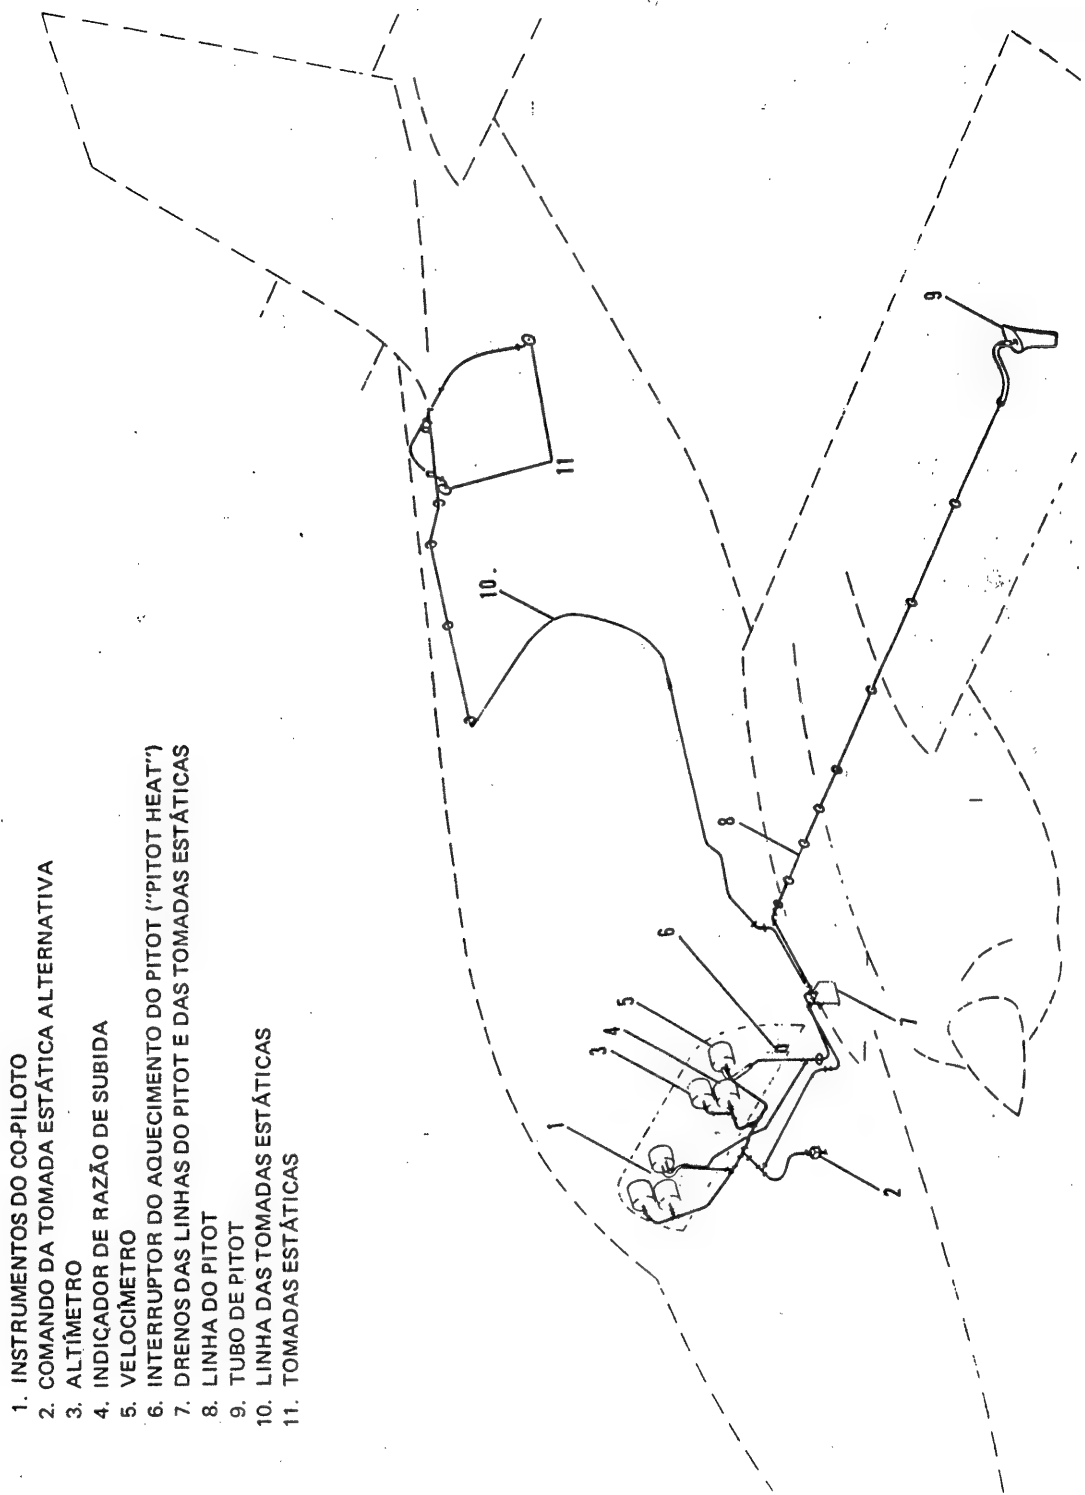 1. INSTRUMENTOS DO CO-PILOTO
2. COMANDO DA TOMADA ESTÁTICA ALTERNATIVA
3. ALTÍMETRO
4. INDICADOR DE RAZÃO DE SUBIDA
5. VELOCÍMETRO
6. INTERRUPTOR DO AQUECIMENTO DO PITOT ("PITOT HEAT")
7. DRENOS DAS LINHAS DO PITOT E DAS TOMADAS ESTÁTICAS
8. LINHA DO PITOT
9. TUBO DE PITOT
10. LINHA DAS TOMADAS ESTÁTICAS
11. TOMADAS ESTÁTICAS
1
2
3
4
5
6
7
8
9
10
11